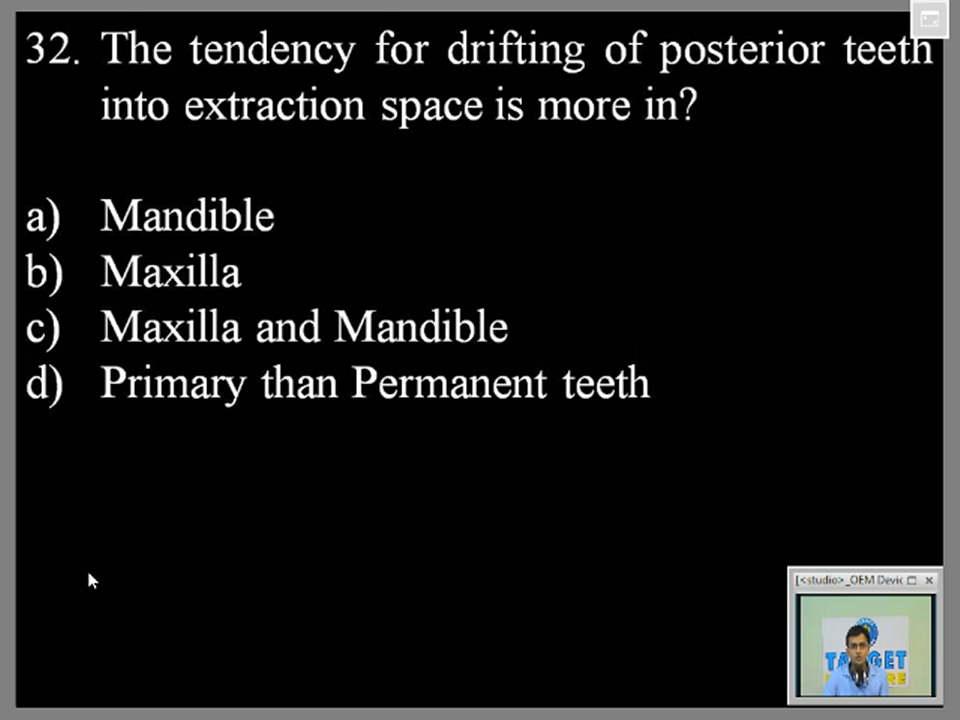 32. The tendency for drifting of posterior teeth
into extraction space is more in?
a) Mandible
b) Maxilla
c) Maxilla and Mandible
d) Primary than Permanent teeth
[<studio>_OEM Devic